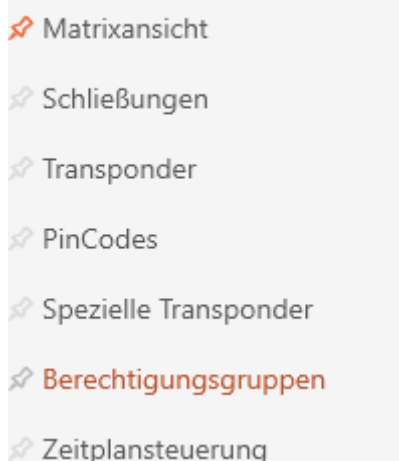 Matrixansicht
Schließungen
Transponder
PinCodes
Spezielle Transponder
Berechtigungsgruppen
Zeitplansteuerung